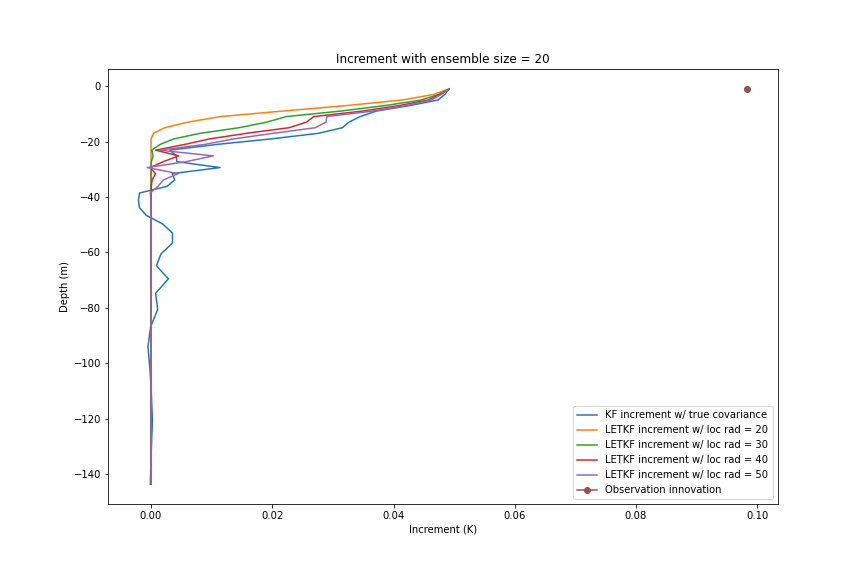 Increment with ensemble size = 20
Depth (m)
0
−20
−40
−60
−80
−100
−120
−140
0.00
0.02
0.04
0.06
0.08
0.10
Increment (K)
KF increment w/ true covariance
LETKF increment w/ loc rad = 20
LETKF increment w/ loc rad = 30
LETKF increment w/ loc rad = 40
LETKF increment w/ loc rad = 50
Observation innovation